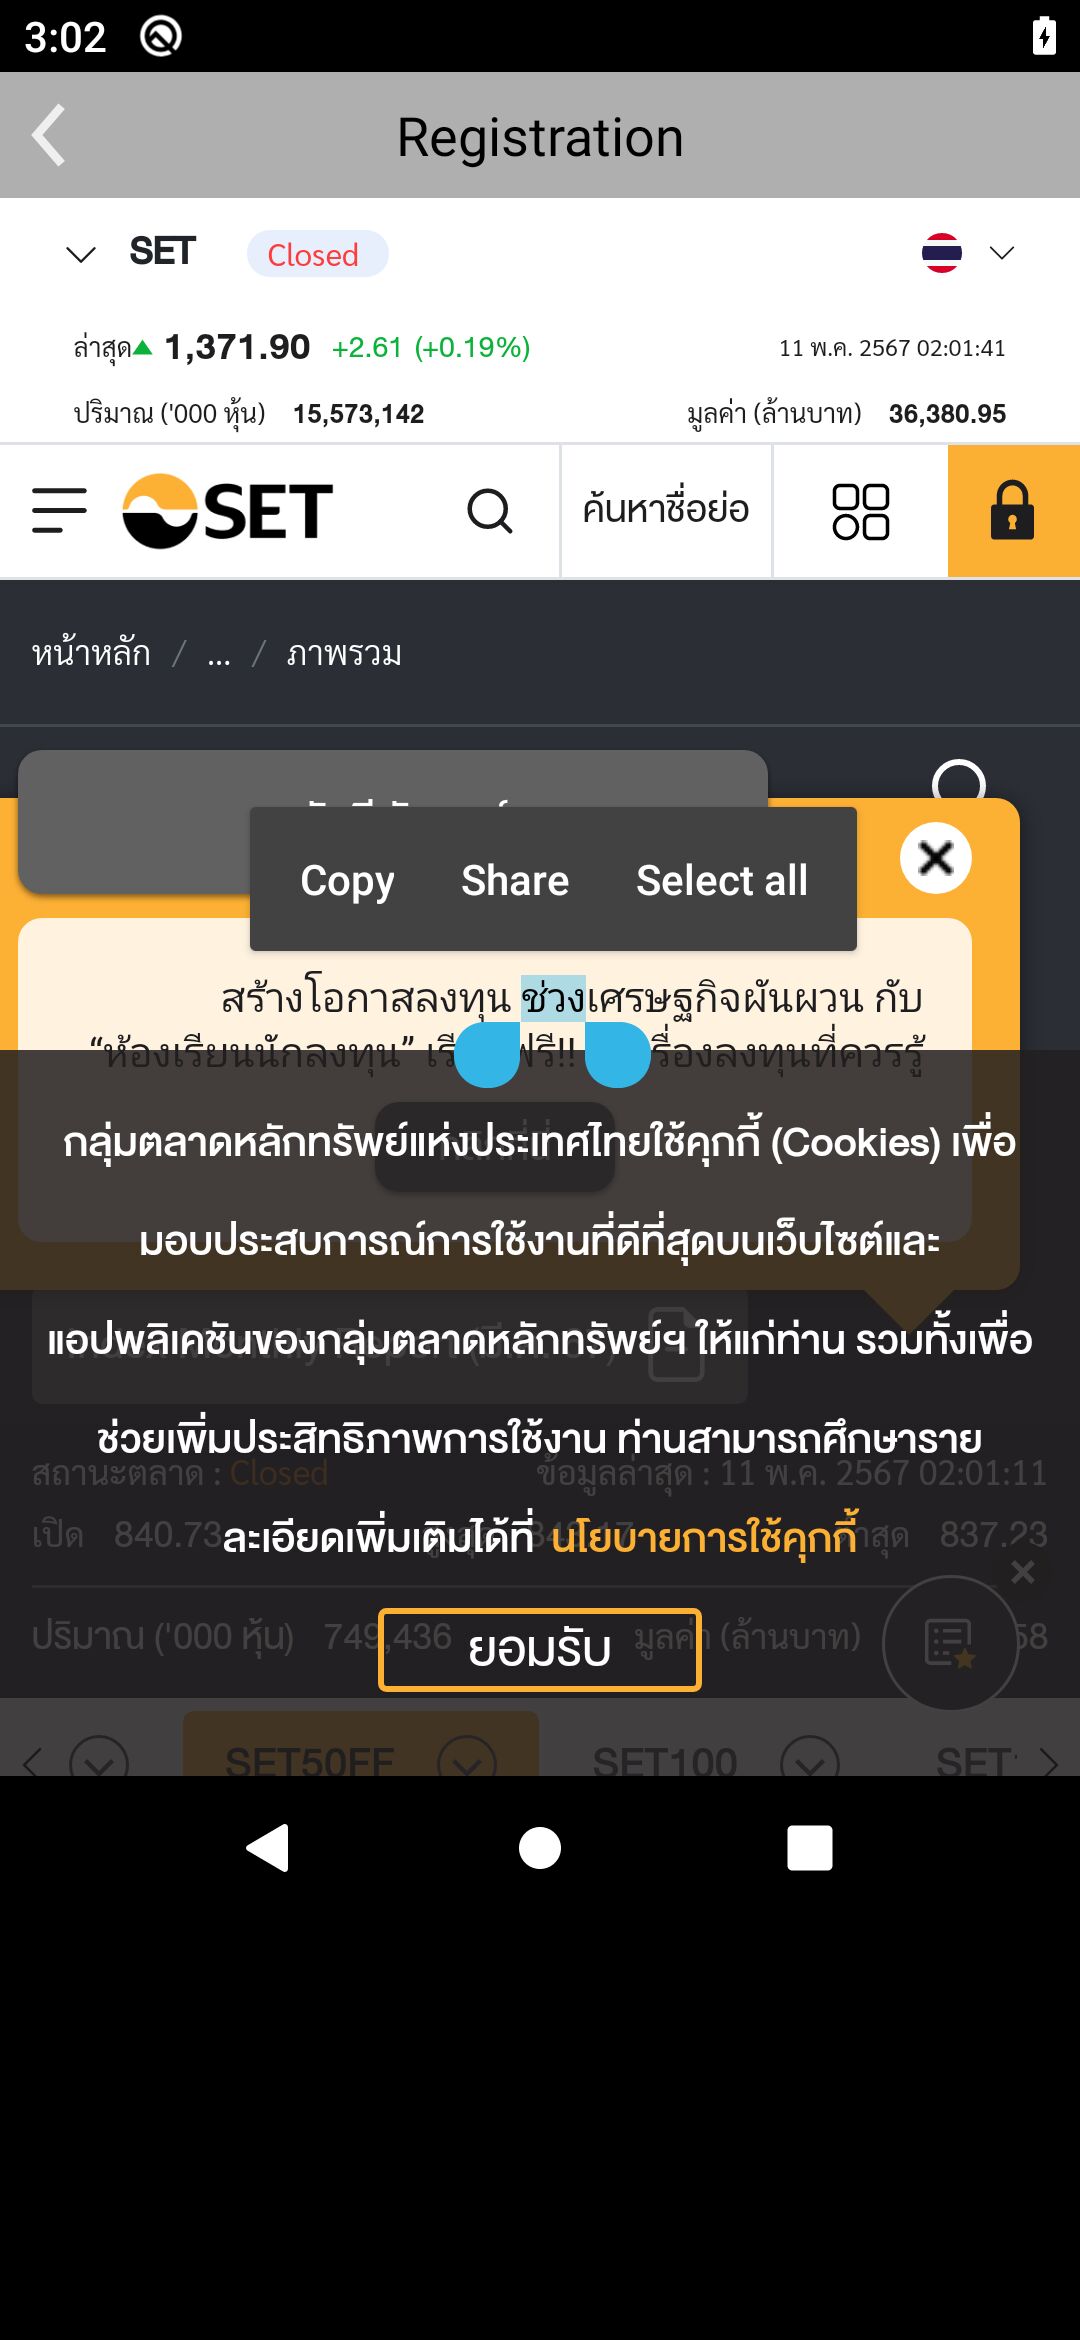 3:02
Registration
SET Closed
ล่าสุด 1,371.90 +2.61 (+0.19%) 11 พ.ค. 2567 02:01:41
ปริมาณ ('000 หุ้น) 15,573,142 มูลค่า (ล้านบาท) 36,380.95
SET ค้นหาชื่อย่อ
หน้าหลัก / ... / ภาพรวม
Copy Share Select all
สร้างโอกาสลงทุน ช่วงเศรษฐกิจผันผวน กับ
“ห้องเรียนนักลงทุน” ฟรี!! ลงทุนที่ควรรู้
กลุ่มตลาดหลักทรัพย์แห่งประเทศไทยใช้คุกกี้ (Cookies) เพื่อ
มอบประสบการณ์การใช้งานที่ดีที่สุดบนเว็บไซต์และ
แอปพลิเคชันของกลุ่มตลาดหลักทรัพย์ฯ ให้แก่ท่าน รวมทั้งเพื่อ
ช่วยเพิ่มประสิทธิภาพการใช้งาน ท่านสามารถศึกษาราย
สถานะตลาด : Closed ข้อมูลล่าสุด : 11 พ.ค. 2567 02:01:11
ละเอียดเพิ่มเติมได้ที่ นโยบายการใช้คุกกี้
เปิด 840.73 837.23
ปริมาณ ('000 หุ้น) 749,436 มูลค่า (ล้านบาท) 58
ยอมรับ
SET50FF SET100 SET